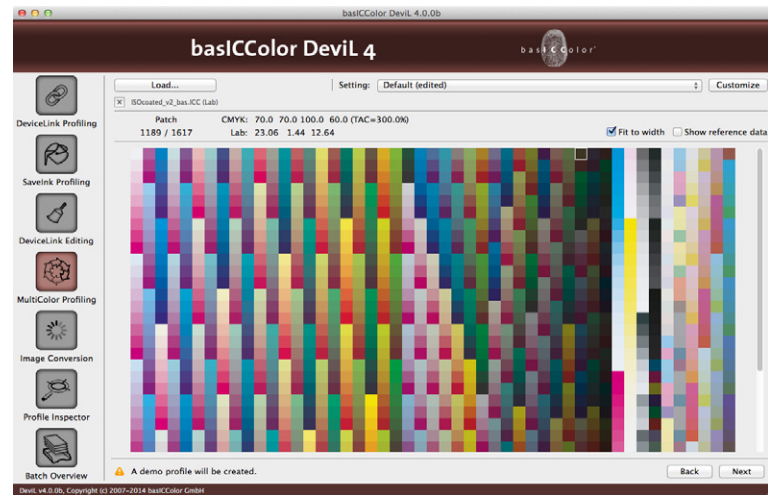 basICColor DeviL 4.0.0b
basICColor DeviL 4
basICColor
Load...
Setting: Default (edited)
Customize
ISOcoated_v2_bas.ICC (Lab)
Patch CMYK: 70.0 70.0 100.0 60.0 (TAC=300.0%)
1189 / 1617 Lab: 23.06 1.44 12.64
Fit to width Show reference data
DeviceLink Profiling
SaveInk Profiling
DeviceLink Editing
MultiColor Profiling
Image Conversion
Profile Inspector
Batch Overview
A demo profile will be created.
Back Next
DeviL v4.0.0b, Copyright (c) 2007-2014 basICColor GmbH